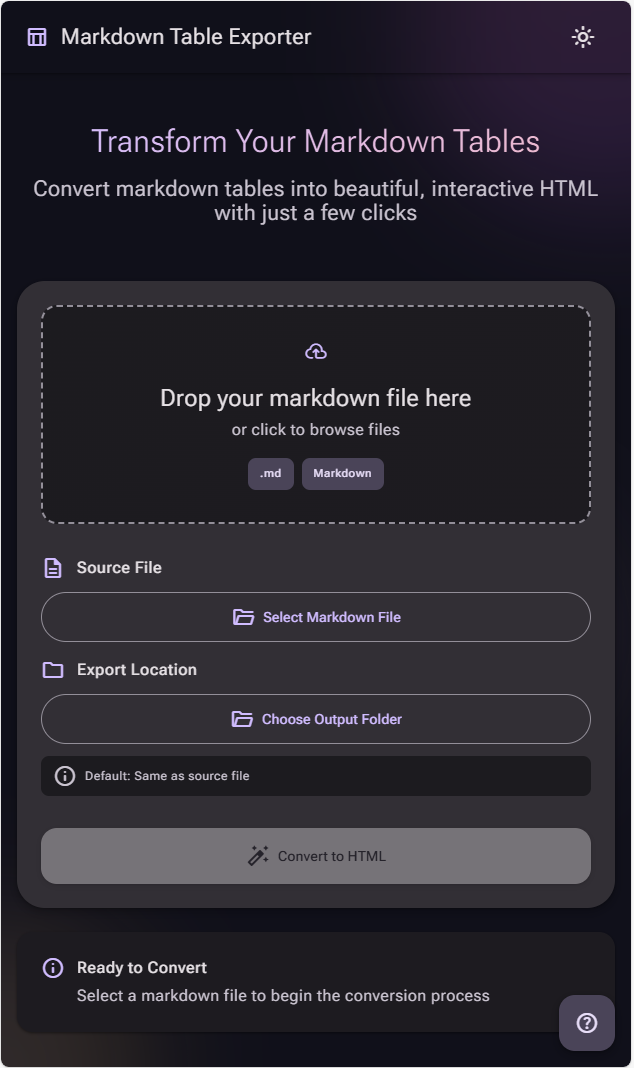 Markdown Table Exporter
Transform Your Markdown Tables
Convert markdown tables into beautiful, interactive HTML
with just a few clicks
Drop your markdown file here
or click to browse files
.md Markdown
Source File
Select Markdown File
Export Location
Choose Output Folder
Default: Same as source file
Convert to HTML
Ready to Convert
Select a markdown file to begin the conversion process